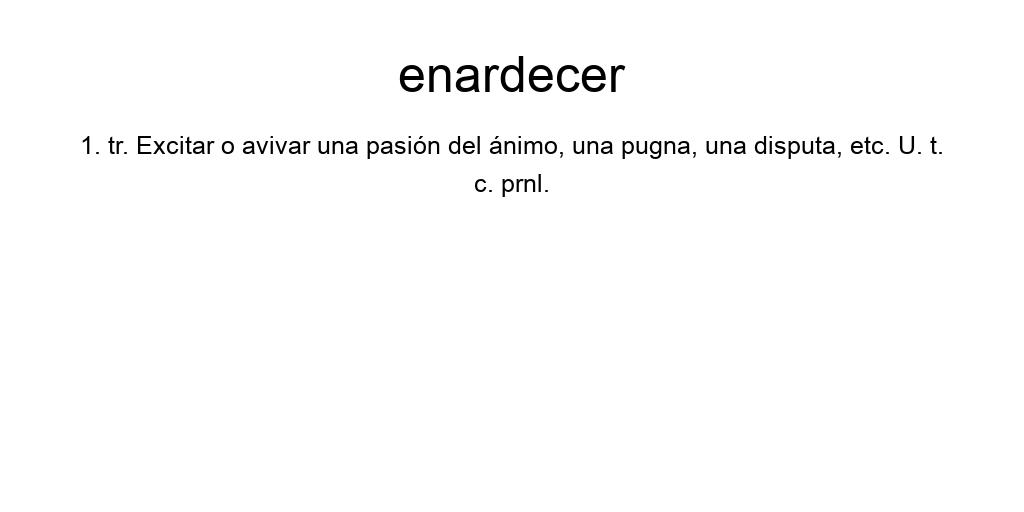 enardecer
1. tr. Excitar o avivar una pasión del ánimo, una pugna, una disputa, etc. U. t.
c. prnl.